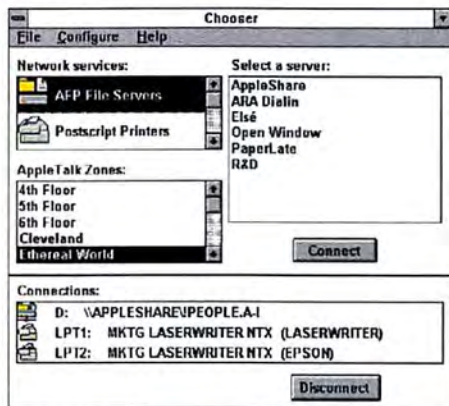 Chooser
File Configure Help
Network services:
AFP File Servers
Postscript Printers
AppleTalk Zones:
4th Floor
5th Floor
6th Floor
Cleveland
Ethereal World
Select a server:
AppleShare
ARA Dialin
Elsé
Open Window
PaperLate
R&D
Connect
Connections:
D: \\APPLESHARE\PEOPLE.A-I
LPT1: MKTG LASERWRITER NTX (LASERWRITER)
LPT2: MKTG LASERWRITER NTX (EPSON)
Disconnect